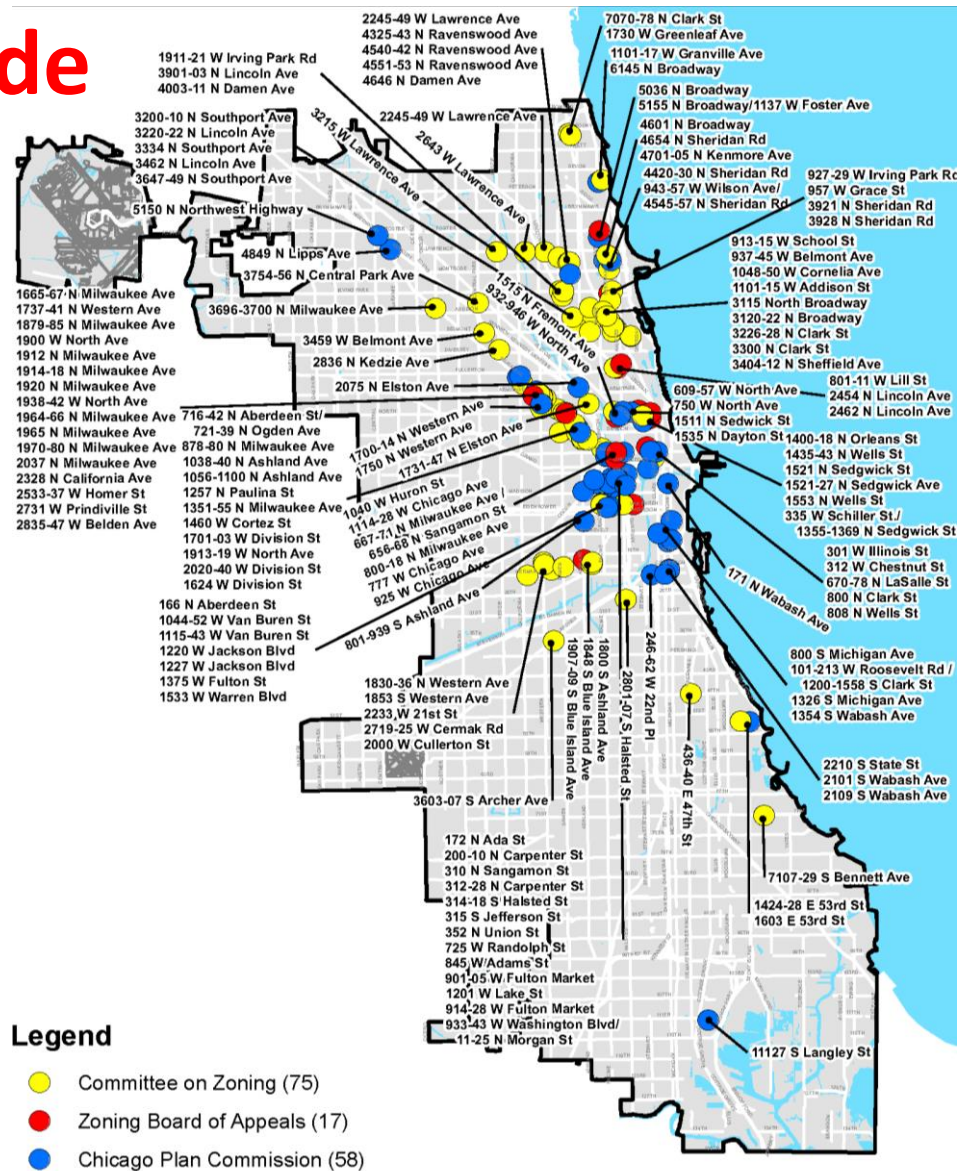 de
2245-49 W Lawrence Ave
4325-43 N Ravenswood Ave
4540-42 N Ravenswood Ave
4551-53 N Ravenswood Ave
4646 N Damen Ave
7070-78 N Clark St
1730 W Greenleaf Ave
1101-17 W Granville Ave
6145 N Broadway
1911-21 W Irving Park Rd
3901-03 N Lincoln Ave
4003-11 N Damen Ave
5036 N Broadway
5155 N Broadway/1137 W Foster Ave
3200-10 N Southport Ave
3220-22 N Lincoln Ave
3334 N Southport Ave
3462 N Lincoln Ave
3647-49 N Southport Ave
3215 W Lawrence Ave
2245-49 W Lawrence Ave
2643 W Lawrence Ave
4601 N Broadway
4654 N Sheridan Rd
4701-05 N Kenmore Ave
4420-30 N Sheridan Rd
943-57 W Wilson Ave/
4545-57 N Sheridan Rd
927-29 W Irving Park Rd
957 W Grace St
3921 N Sheridan Rd
3928 N Sheridan Rd
5150 N Northwest Highway
4849 N Lipps Ave
3754-56 N Central Park Ave
913-15 W School St
937-45 W Belmont Ave
1048-50 W Cornelia Ave
1101-15 W Addison St
3115 North Broadway
3120-22 N Broadway
3226-28 N Clark St
3300 N Clark St
3404-12 N Sheffield Ave
1515 N Fremont Ave
932-946 W North Ave
3696-3700 N Milwaukee Ave
3459 W Belmont Ave
2836 N Kedzie Ave
2075 N Elston Ave
1665-67 N Milwaukee Ave
1737-41 N Western Ave
1879-85 N Milwaukee Ave
1900 W North Ave
1912 N Milwaukee Ave
1914-18 N Milwaukee Ave
1920 N Milwaukee Ave
1938-42 W North Ave
1964-66 N Milwaukee Ave
1965 N Milwaukee Ave
1970-80 N Milwaukee Ave
2037 N Milwaukee Ave
2328 N California Ave
2533-37 W Homer St
2731 W Prindiville St
2835-47 W Belden Ave
801-11 W Lill St
2454 N Lincoln Ave
2462 N Lincoln Ave
609-57 W North Ave
750 W North Ave
1511 N Sedwick St
1535 N Dayton St
716-42 N Aberdeen St/
721-39 N Ogden Ave
878-80 N Milwaukee Ave
1038-40 N Ashland Ave
1056-1100 N Ashland Ave
1257 N Paulina St
1351-55 N Milwaukee Ave
1460 W Cortez St
1701-03 W Division St
1913-19 W North Ave
2020-40 W Division St
1624 W Division St
1700-14 N Western Ave
1750 N Western Ave
1731-47 N Elston Ave
1040 W Huron St
1114-28 W Chicago Ave
667-71 N Milwaukee Ave /
656-68 N Sangamon St
800-18 N Milwaukee Ave
777 W Chicago Ave
925 W Chicago Ave
801-939 S Ashland Ave
1400-18 N Orleans St
1435-43 N Wells St
1521 N Sedgwick St
1521-27 N Sedgwick Ave
1553 N Wells St
335 W Schiller St./
1355-1369 N Sedgwick St
301 W Illinois St
312 W Chestnut St
670-78 N LaSalle St
800 N Clark St
808 N Wells St
171 N Wabash Ave
166 N Aberdeen St
1044-52 W Van Buren St
1115-43 W Van Buren St
1220 W Jackson Blvd
1227 W Jackson Blvd
1375 W Fulton St
1533 W Warren Blvd
800 S Michigan Ave
101-213 W Roosevelt Rd /
1200-1558 S Clark St
1326 S Michigan Ave
1354 S Wabash Ave
1830-36 N Western Ave
1853 S Western Ave
2233 W 21st St
2719-25 W Cermak Rd
2000 W Cullerton St
1800 S Ashland Ave
1848 S Blue Island Ave
1907-09 S Blue Island Ave
2801-07 S Halsted St
246-62 W 22nd Pl
436-40 E 47th St
2210 S State St
2101 S Wabash Ave
2109 S Wabash Ave
3603-07 S Archer Ave
7107-29 S Bennett Ave
1424-28 E 53rd St
1603 E 53rd St
172 N Ada St
200-10 N Carpenter St
310 N Sangamon St
312-28 N Carpenter St
314-18 S Halsted St
315 S Jefferson St
352 N Union St
725 W Randolph St
845 W Adams St
901-05 W Fulton Market
1201 W Lake St
914-28 W Fulton Market
933-43 W Washington Blvd/
11-25 N Morgan St
11127 S Langley St
Legend
Committee on Zoning (75)
Zoning Board of Appeals (17)
Chicago Plan Commission (58)